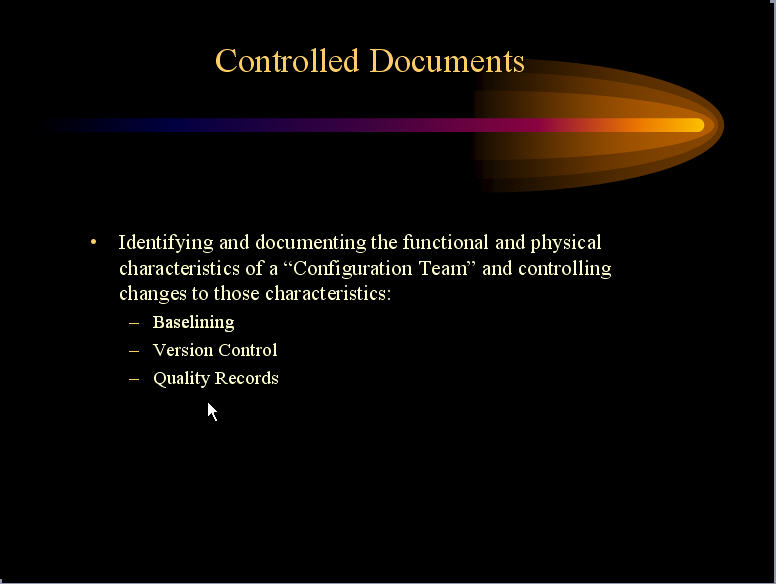 Controlled Documents
• Identifying and documenting the functional and physical
characteristics of a “Configuration Team” and controlling
changes to those characteristics:
– Baselining
– Version Control
– Quality Records